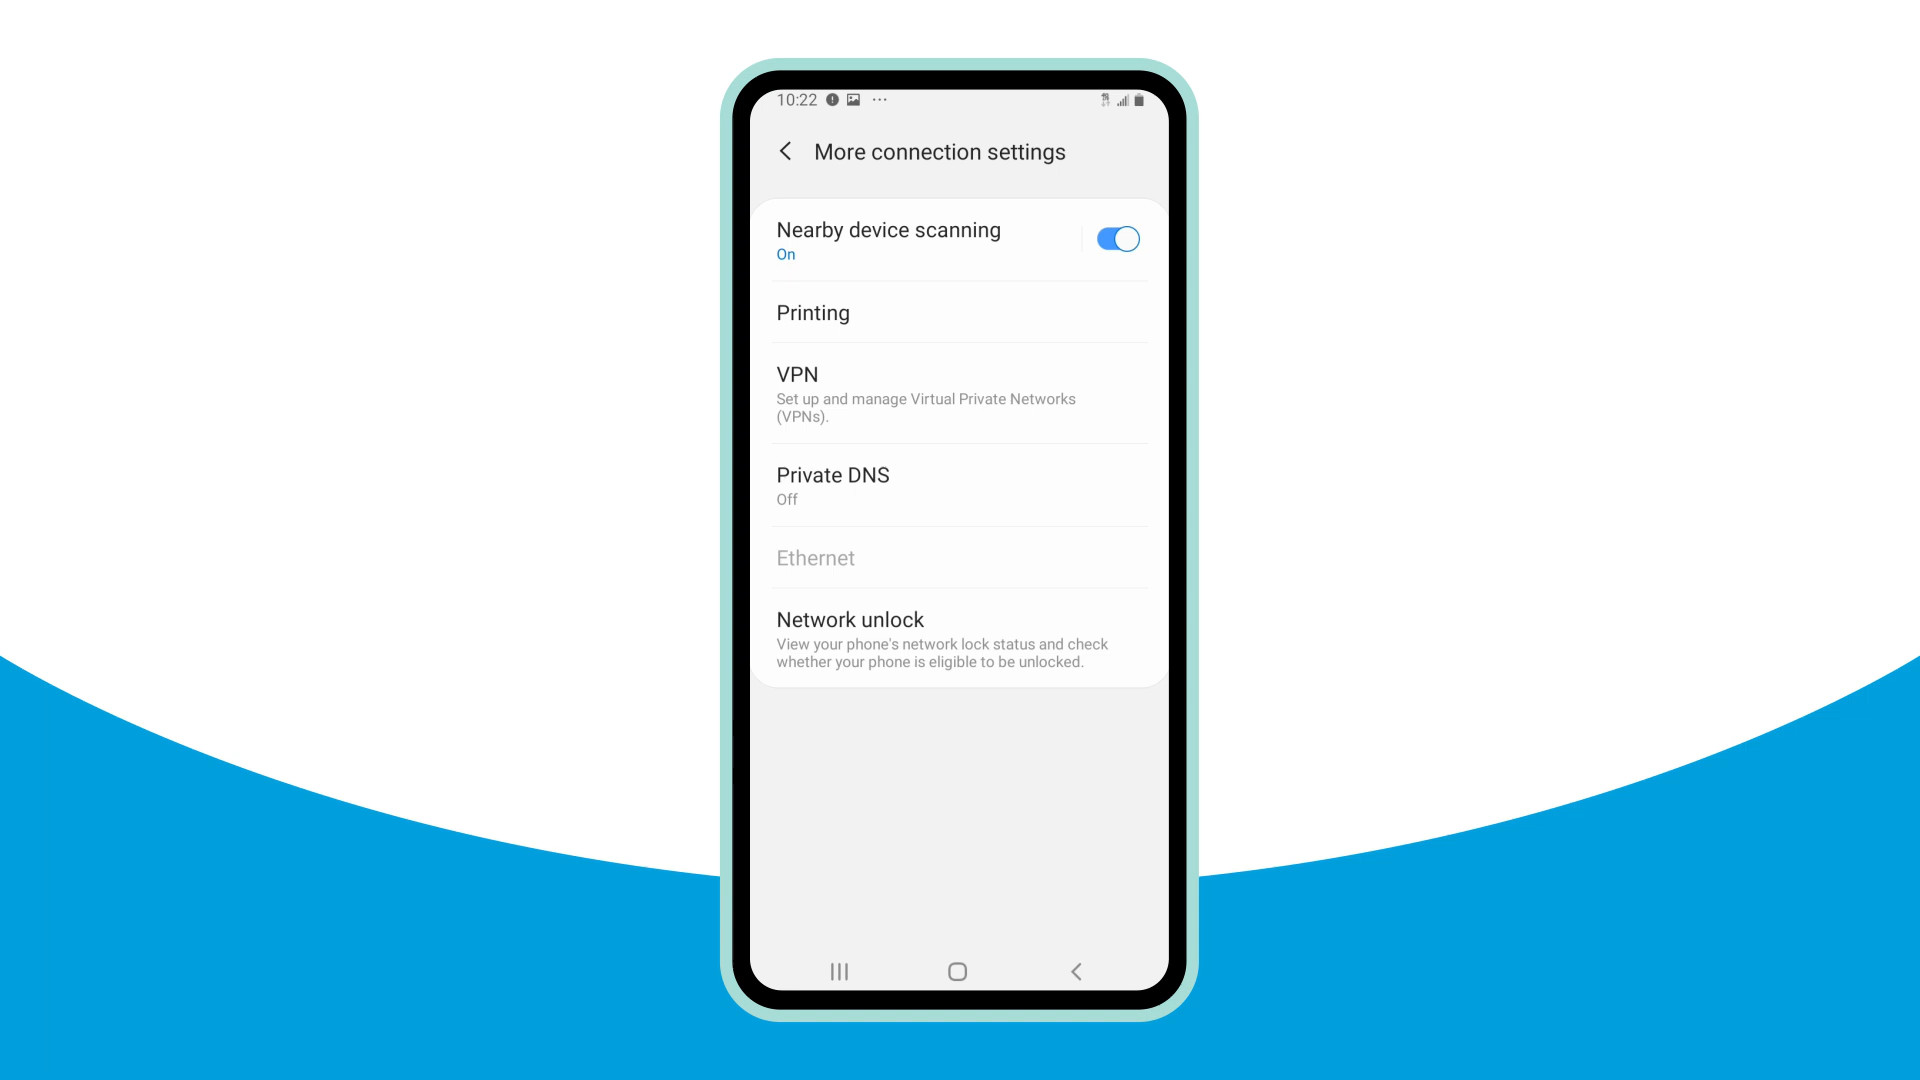 10:22
More connection settings
Nearby device scanning
On
Printing
VPN
Set up and manage Virtual Private Networks
(VPNs).
Private DNS
Off
Ethernet
Network unlock
View your phone's network lock status and check
whether your phone is eligible to be unlocked.